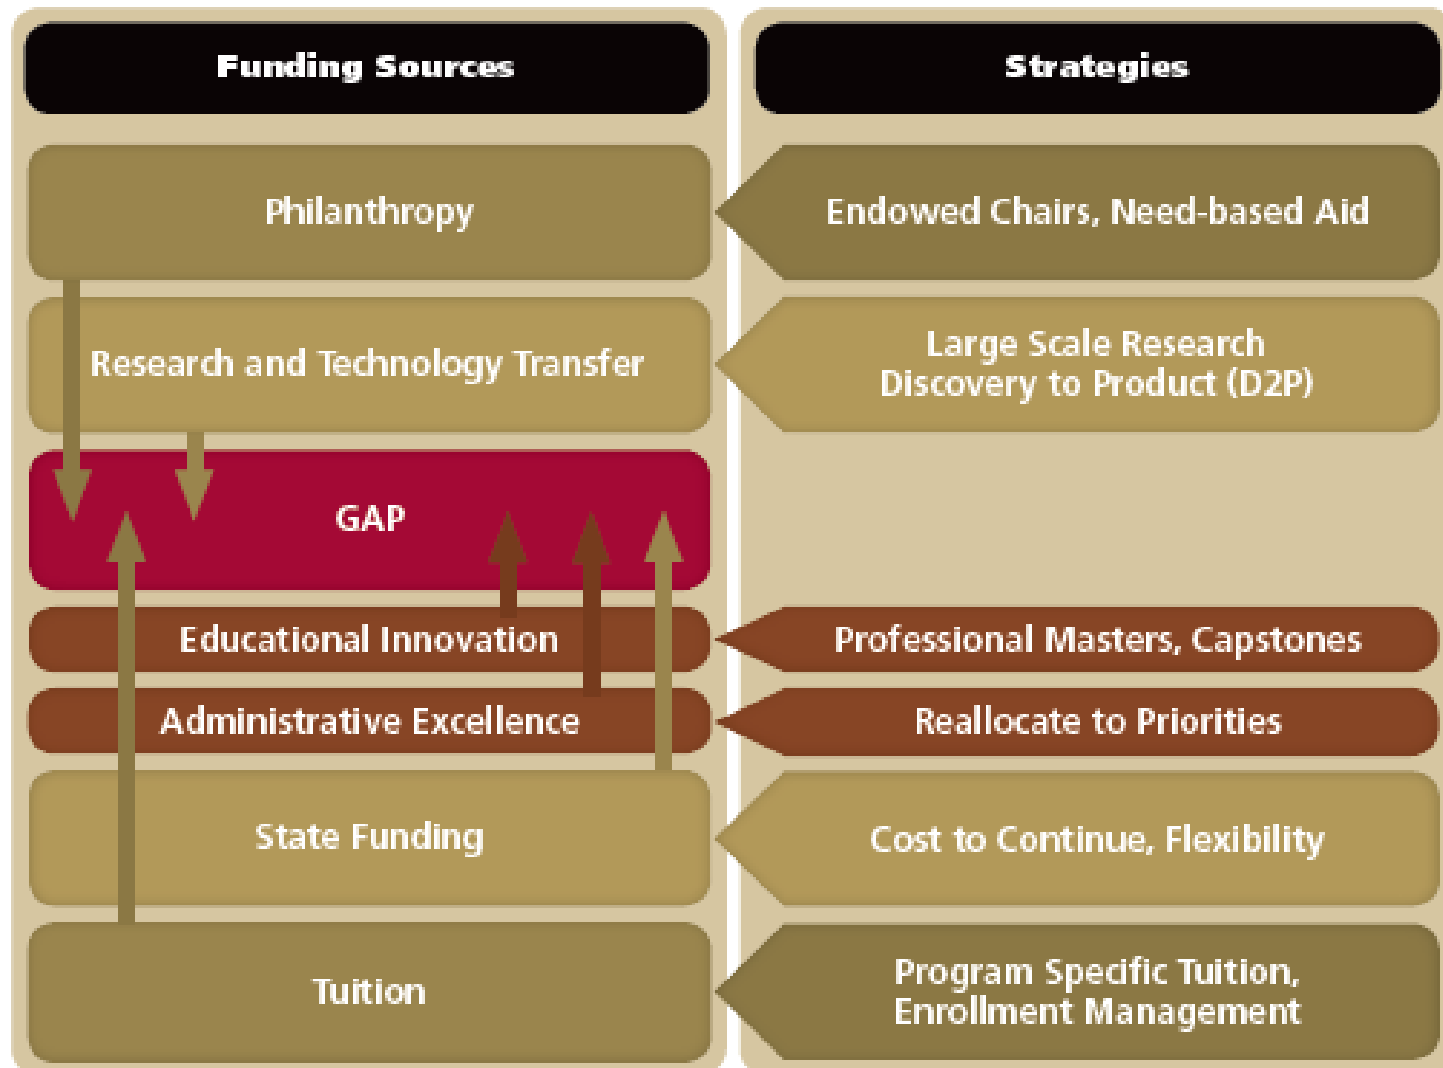 Funding Sources
Strategies
Philanthropy
Endowed Chairs, Need-based Aid
Research and Technology Transfer
Large Scale Research
Discovery to Product (D2P)
GAP
Educational Innovation
Professional Masters, Capstones
Administrative Excellence
Reallocate to Priorities
State Funding
Cost to Continue, Flexibility
Tuition
Program Specific Tuition,
Enrollment Management